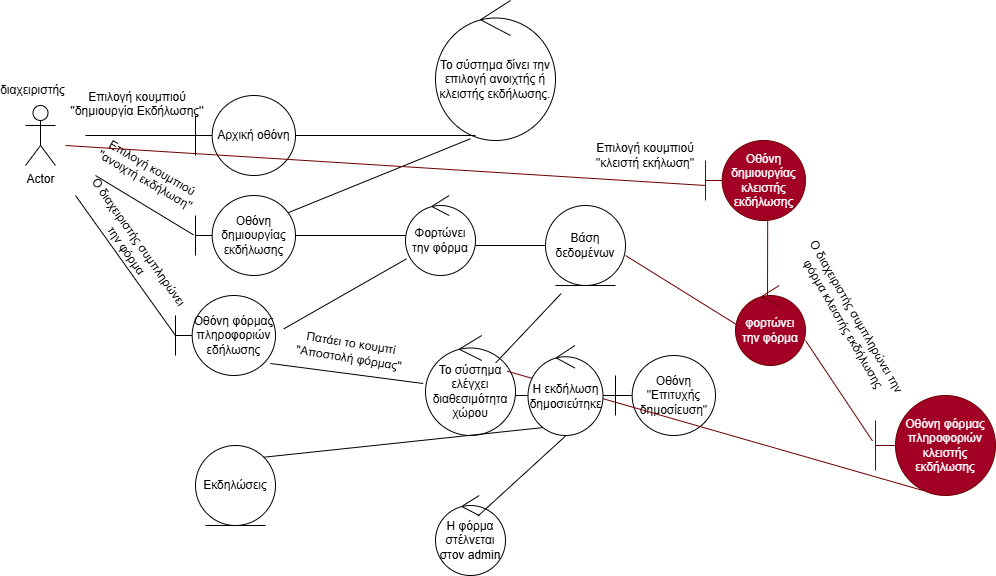 διαχειριστής
Actor
Επιλογή κουμπιού
"δημιουργία Εκδήλωσης"
Αρχική οθόνη
Το σύστημα δίνει την
επιλογή ανοιχτής ή
κλειστής εκδήλωσης.
Επιλογή κουμπιού
"κλειστή εκήλωση"
Οθόνη
δημιουργίας
κλειστής
εκδήλωσης
Επιλογή κουμπιού
"ανοιχτή εκδήλωση"
Οθόνη
δημιουργίας
εκδήλωσης
Φορτώνει
την φόρμα
Βάση
δεδομένων
Ο διαχειριστής συμπληρώνει
την φόρμα
Οθόνη φόρμας
πληροφοριών
εδήλωσης
Πατάει το κουμπί
"Αποστολή φόρμας"
φορτώνει
την φόρμα
Ο διαχειριστής συμπληρώνει την
φόρμα κλειστής εκδήλωσης
Το σύστημα
ελέγχει
διαθεσιμότητα
χώρου
Η εκδήλωση
δημοσιεύτηκε
Οθόνη
"Επιτυχής
δημοσίευση"
Οθόνη φόρμας
πληροφοριών
κλειστής
εκδήλωσης
Εκδηλώσεις
Η φόρμα
στέλνεται
στον admin